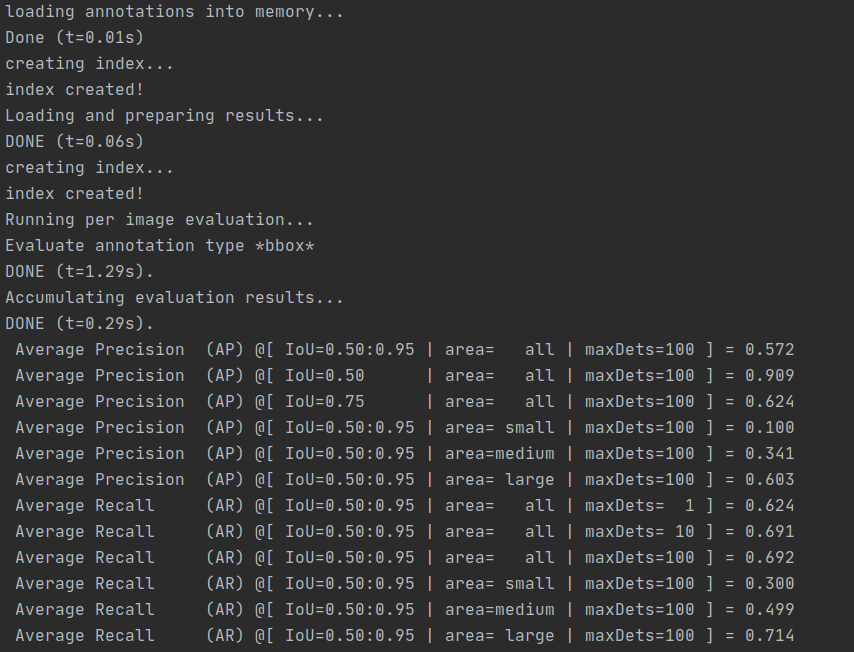 loading annotations into memory...
Done (t=0.01s)
creating index...
index created!
Loading and preparing results...
DONE (t=0.06s)
creating index...
index created!
Running per image evaluation...
Evaluate annotation type *bbox*
DONE (t=1.29s).
Accumulating evaluation results...
DONE (t=0.29s).
 Average Precision  (AP) @[ IoU=0.50:0.95 | area=   all | maxDets=100 ] = 0.572
 Average Precision  (AP) @[ IoU=0.50      | area=   all | maxDets=100 ] = 0.909
 Average Precision  (AP) @[ IoU=0.75      | area=   all | maxDets=100 ] = 0.624
 Average Precision  (AP) @[ IoU=0.50:0.95 | area= small | maxDets=100 ] = 0.100
 Average Precision  (AP) @[ IoU=0.50:0.95 | area=medium | maxDets=100 ] = 0.341
 Average Precision  (AP) @[ IoU=0.50:0.95 | area= large | maxDets=100 ] = 0.603
 Average Recall     (AR) @[ IoU=0.50:0.95 | area=   all | maxDets=  1 ] = 0.624
 Average Recall     (AR) @[ IoU=0.50:0.95 | area=   all | maxDets= 10 ] = 0.691
 Average Recall     (AR) @[ IoU=0.50:0.95 | area=   all | maxDets=100 ] = 0.692
 Average Recall     (AR) @[ IoU=0.50:0.95 | area= small | maxDets=100 ] = 0.300
 Average Recall     (AR) @[ IoU=0.50:0.95 | area=medium | maxDets=100 ] = 0.499
 Average Recall     (AR) @[ IoU=0.50:0.95 | area= large | maxDets=100 ] = 0.714